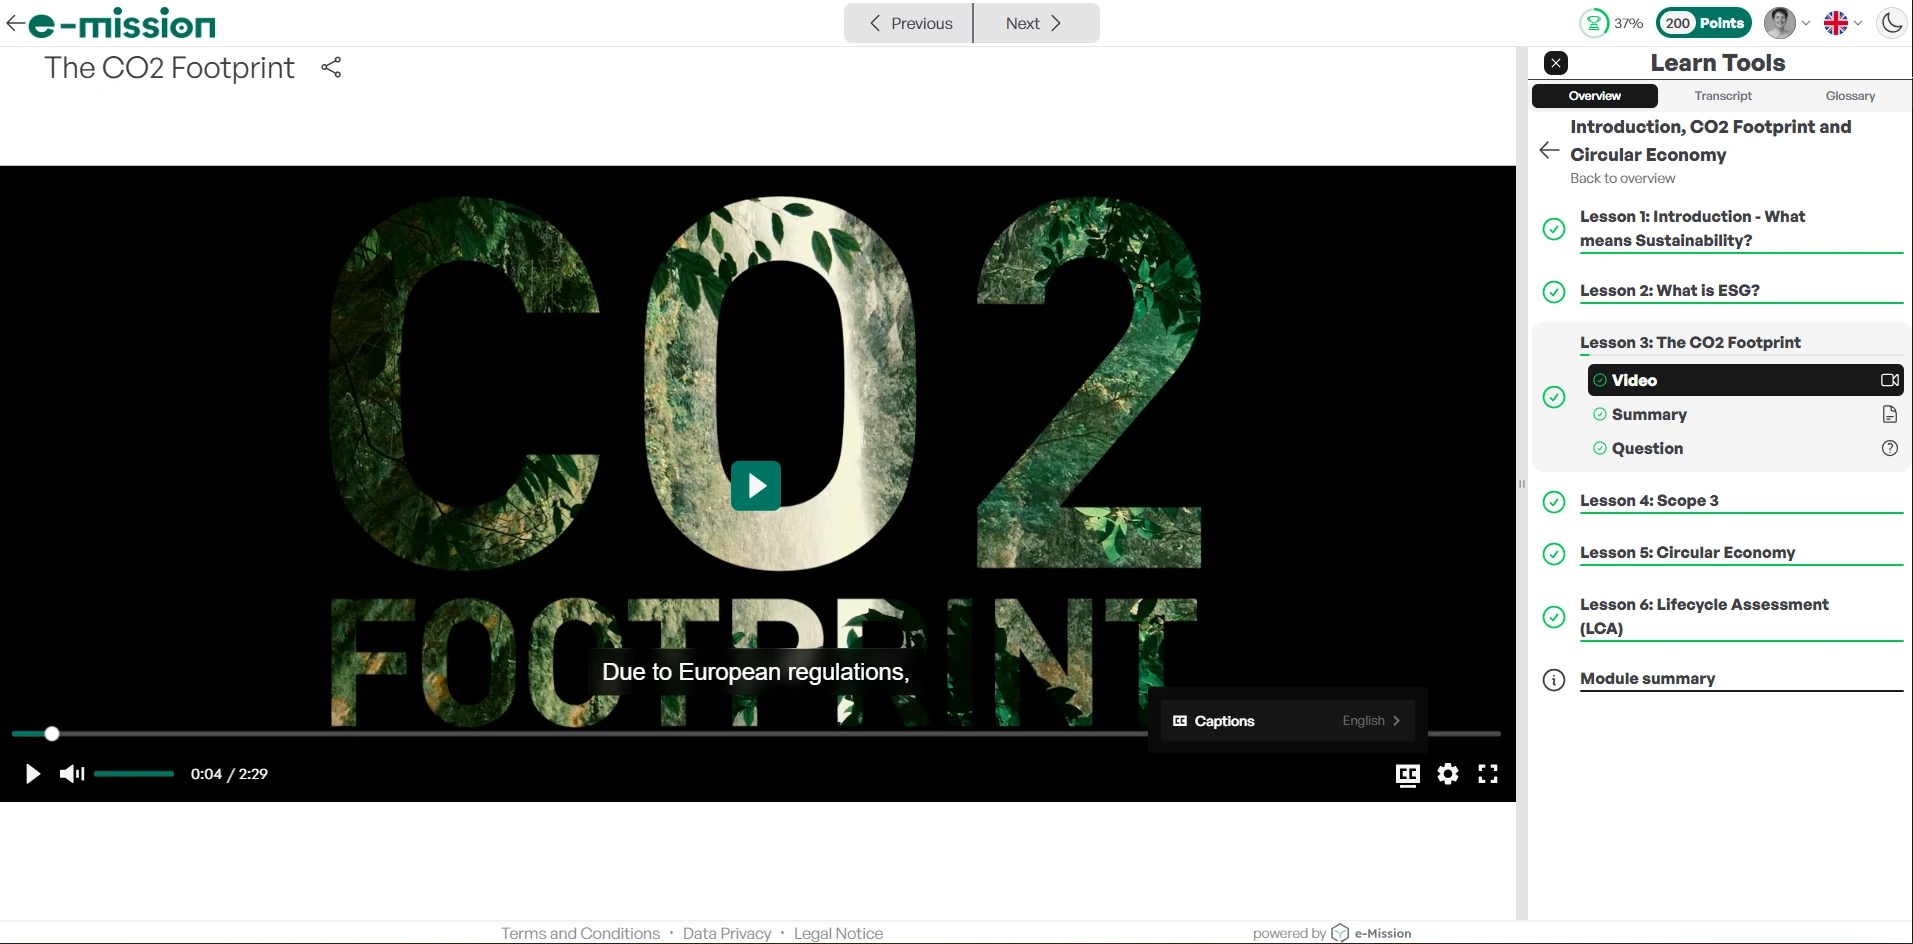 e-mission
Previous
Next
37%
200 Points
The CO2 Footprint
CO2
FOOTPRINT
Due to European regulations,
Captions
English
0:04 / 2:29
CC
Learn Tools
Overview
Transcript
Glossary
Introduction, CO2 Footprint and
Circular Economy
Back to overview
Lesson 1: Introduction - What
means Sustainability?
Lesson 2: What is ESG?
Lesson 3: The CO2 Footprint
Video
Summary
Question
Lesson 4: Scope 3
Lesson 5: Circular Economy
Lesson 6: Lifecycle Assessment
(LCA)
Module summary
Terms and Conditions · Data Privacy · Legal Notice
powered by e-Mission